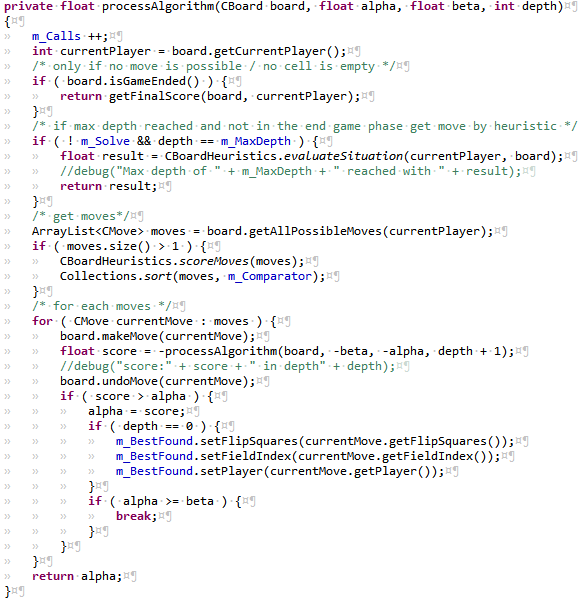 private float processAlgorithm(CBoard board, float alpha, float beta, int depth)¤¶
{¤¶
»   m_Calls ++;¤¶
»   int currentPlayer = board.getCurrentPlayer();¤¶
»   /* only if no move is possible / no cell is empty */¤¶
»   if ( board.isGameEnded() ) {¤¶
»   »   return getFinalScore(board, currentPlayer);¤¶
»   }¤¶
»   /* if max depth reached and not in the end game phase get move by heuristic */
»   if ( ! m_Solve && depth == m_MaxDepth ) {¤¶
»   »   float result = CBoardHeuristics.evaluateSituation(currentPlayer, board);¤¶
»   »   //debug("Max depth of " + m_MaxDepth + " reached with " + result);¤¶
»   »   return result;¤¶
»   }¤¶
»   /* get moves*/¤¶
»   ArrayList<CMove> moves = board.getAllPossibleMoves(currentPlayer);¤¶
»   if ( moves.size() > 1 ) {¤¶
»   »   CBoardHeuristics.scoreMoves(moves);¤¶
»   »   Collections.sort(moves, m_Comparator);¤¶
»   }¤¶
»   /* for each moves */¤¶
»   for ( CMove currentMove : moves ) {¤¶
»   »   board.makeMove(currentMove);¤¶
»   »   float score = -processAlgorithm(board, -beta, -alpha, depth + 1);¤¶
»   »   //debug("score:" + score + " in depth" + depth);¤¶
»   »   board.undoMove(currentMove);¤¶
»   »   if ( score > alpha ) {¤¶
»   »   »   alpha = score;¤¶
»   »   »   if ( depth == 0 ) {¤¶
»   »   »   »   m_BestFound.setFlipSquares(currentMove.getFlipSquares());¤¶
»   »   »   »   m_BestFound.setFieldIndex(currentMove.getFieldIndex());¤¶
»   »   »   »   m_BestFound.setPlayer(currentMove.getPlayer());¤¶
»   »   »   }¤¶
»   »   »   if ( alpha >= beta ) {¤¶
»   »   »   »   break;¤¶
»   »   »   }¤¶
»   »   }¤¶
»   }¤¶
»   return alpha;¤¶
}¤¶